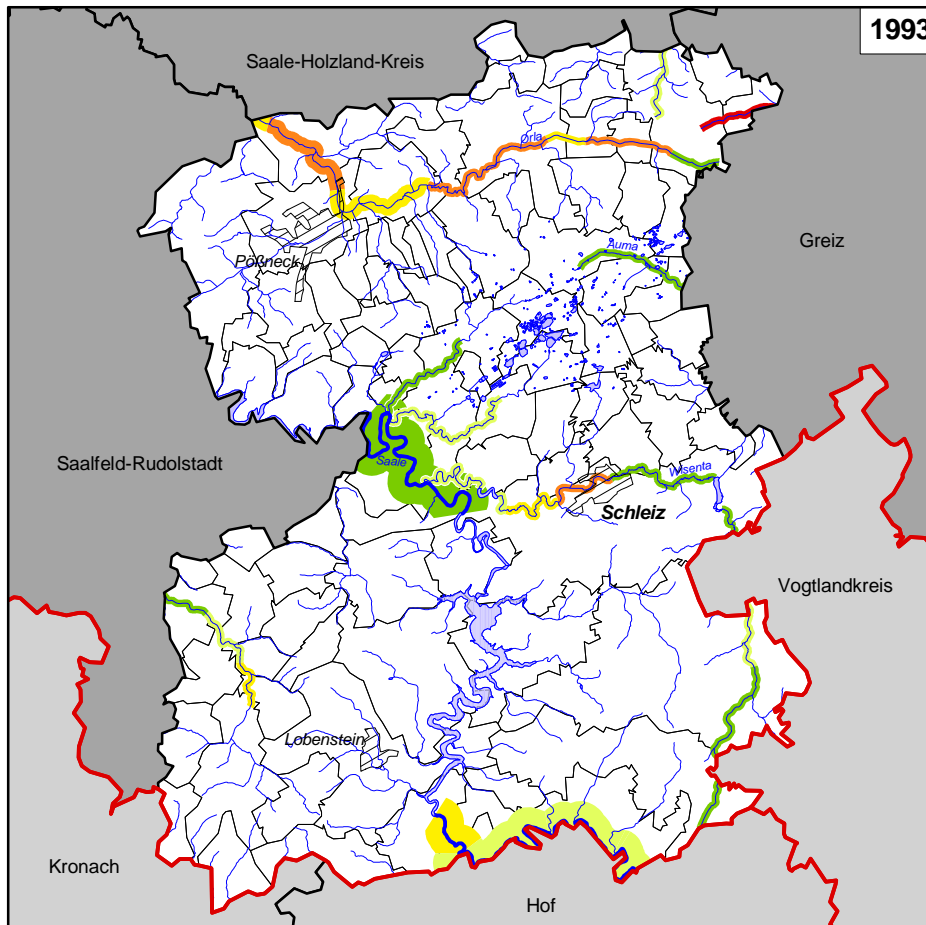 1993
Saale-Holzland-Kreis
Orla
Greiz
Auma
Pößneck
Saale
Saalfeld-Rudolstadt
Wisenta
Schleiz
Vogtlandkreis
Lobenstein
Kronach
Hof